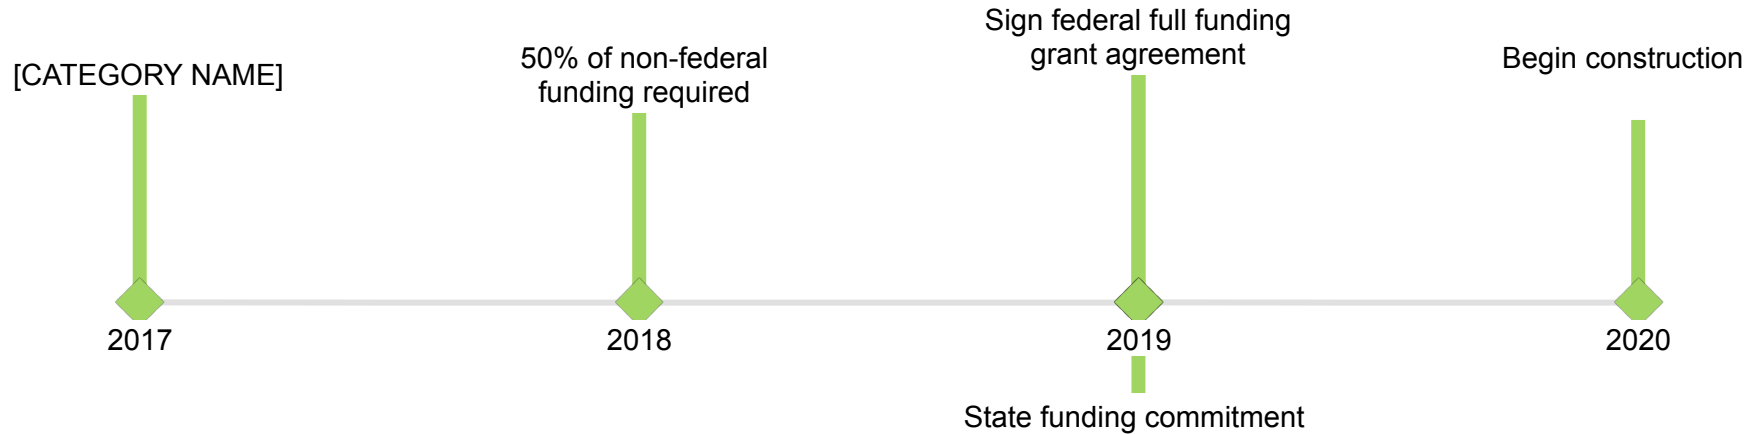 [CATEGORY NAME]
50% of non-federal
funding required
Sign federal full funding
grant agreement
Begin construction
2017
2018
2019
2020
State funding commitment